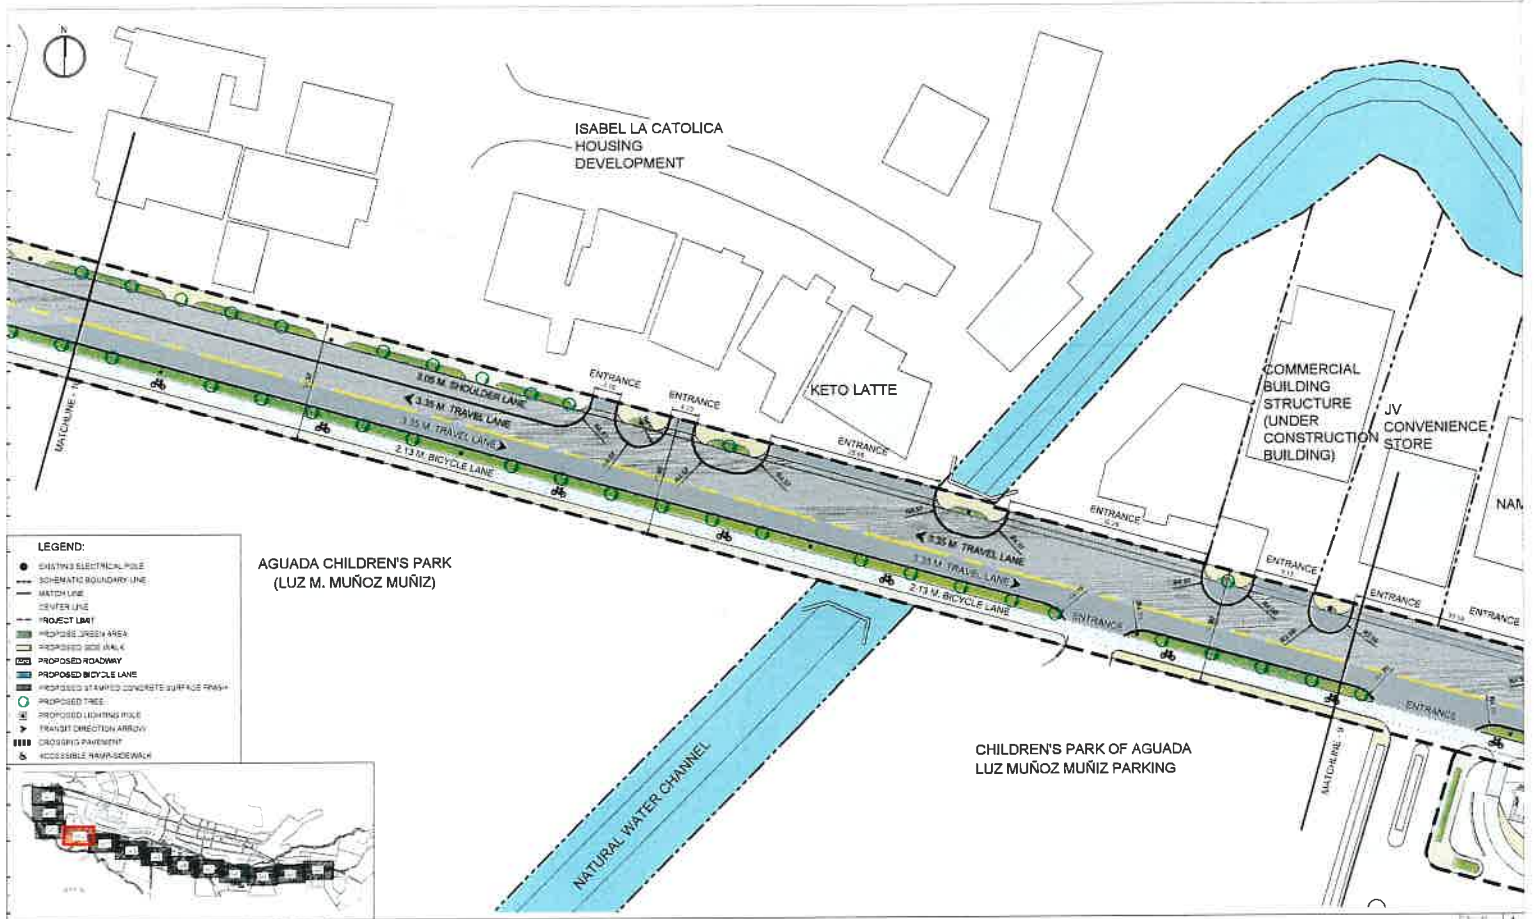 N
ISABEL LA CATOLICA
HOUSING
DEVELOPMENT
KETO LATTE
COMMERCIAL
BUILDING
STRUCTURE
(UNDER
CONSTRUCTION
BUILDING)
JV
CONVENIENCE
STORE
NAM
ENTRANCE
ENTRANCE
ENTRANCE
ENTRANCE
ENTRANCE
ENTRANCE
ENTRANCE
3.05 M. SHOULDER LANE
3.35 M. TRAVEL LANE
3.35 M. TRAVEL LANE
2.13 M. BICYCLE LANE
3.35 M. TRAVEL LANE
3.35 M. TRAVEL LANE
2.13 M. BICYCLE LANE
ENTRANCE
ENTRANCE
MATCHLINE -
MATCHLINE - 9
AGUADA CHILDREN'S PARK
(LUZ M. MUÑOZ MUÑIZ)
CHILDREN'S PARK OF AGUADA
LUZ MUÑOZ MUÑIZ PARKING
NATURAL WATER CHANNEL
LEGEND:
EXISTING ELECTRICAL POLE
SCHEMATIC BOUNDARY LINE
MATCH LINE
CENTER LINE
PROJECT LIMIT
PROPOSE GREEN AREA
PROPOSED SIDE WALK
PROPOSED ROADWAY
PROPOSED BICYCLE LANE
PROPOSED STAMPED CONCRETE SURFACE FINISH
PROPOSED TREE
PROPOSED LIGHTING POLE
TRANSIT DIRECTION ARROW
CROSSING PAVEMENT
ACCESSIBLE RAMP-SIDEWALK